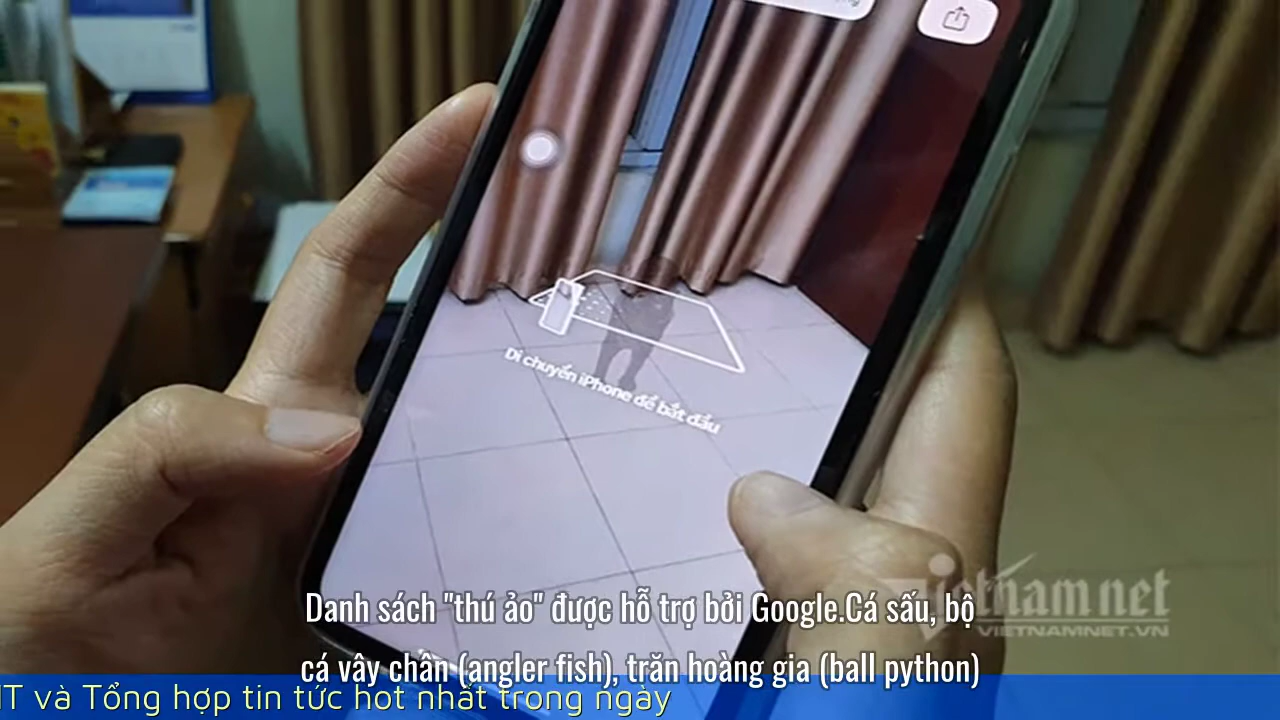 Di chuyển iPhone để bắt đầu
Danh sách "thú ảo" được hỗ trợ bởi Google.Cá sấu, bộ
cá vây chần (angler fish), trăn hoàng gia (ball python)
vietnamnet
VIETNAMNET.VN
IT và Tổng hợp tin tức hot nhất trong ngày